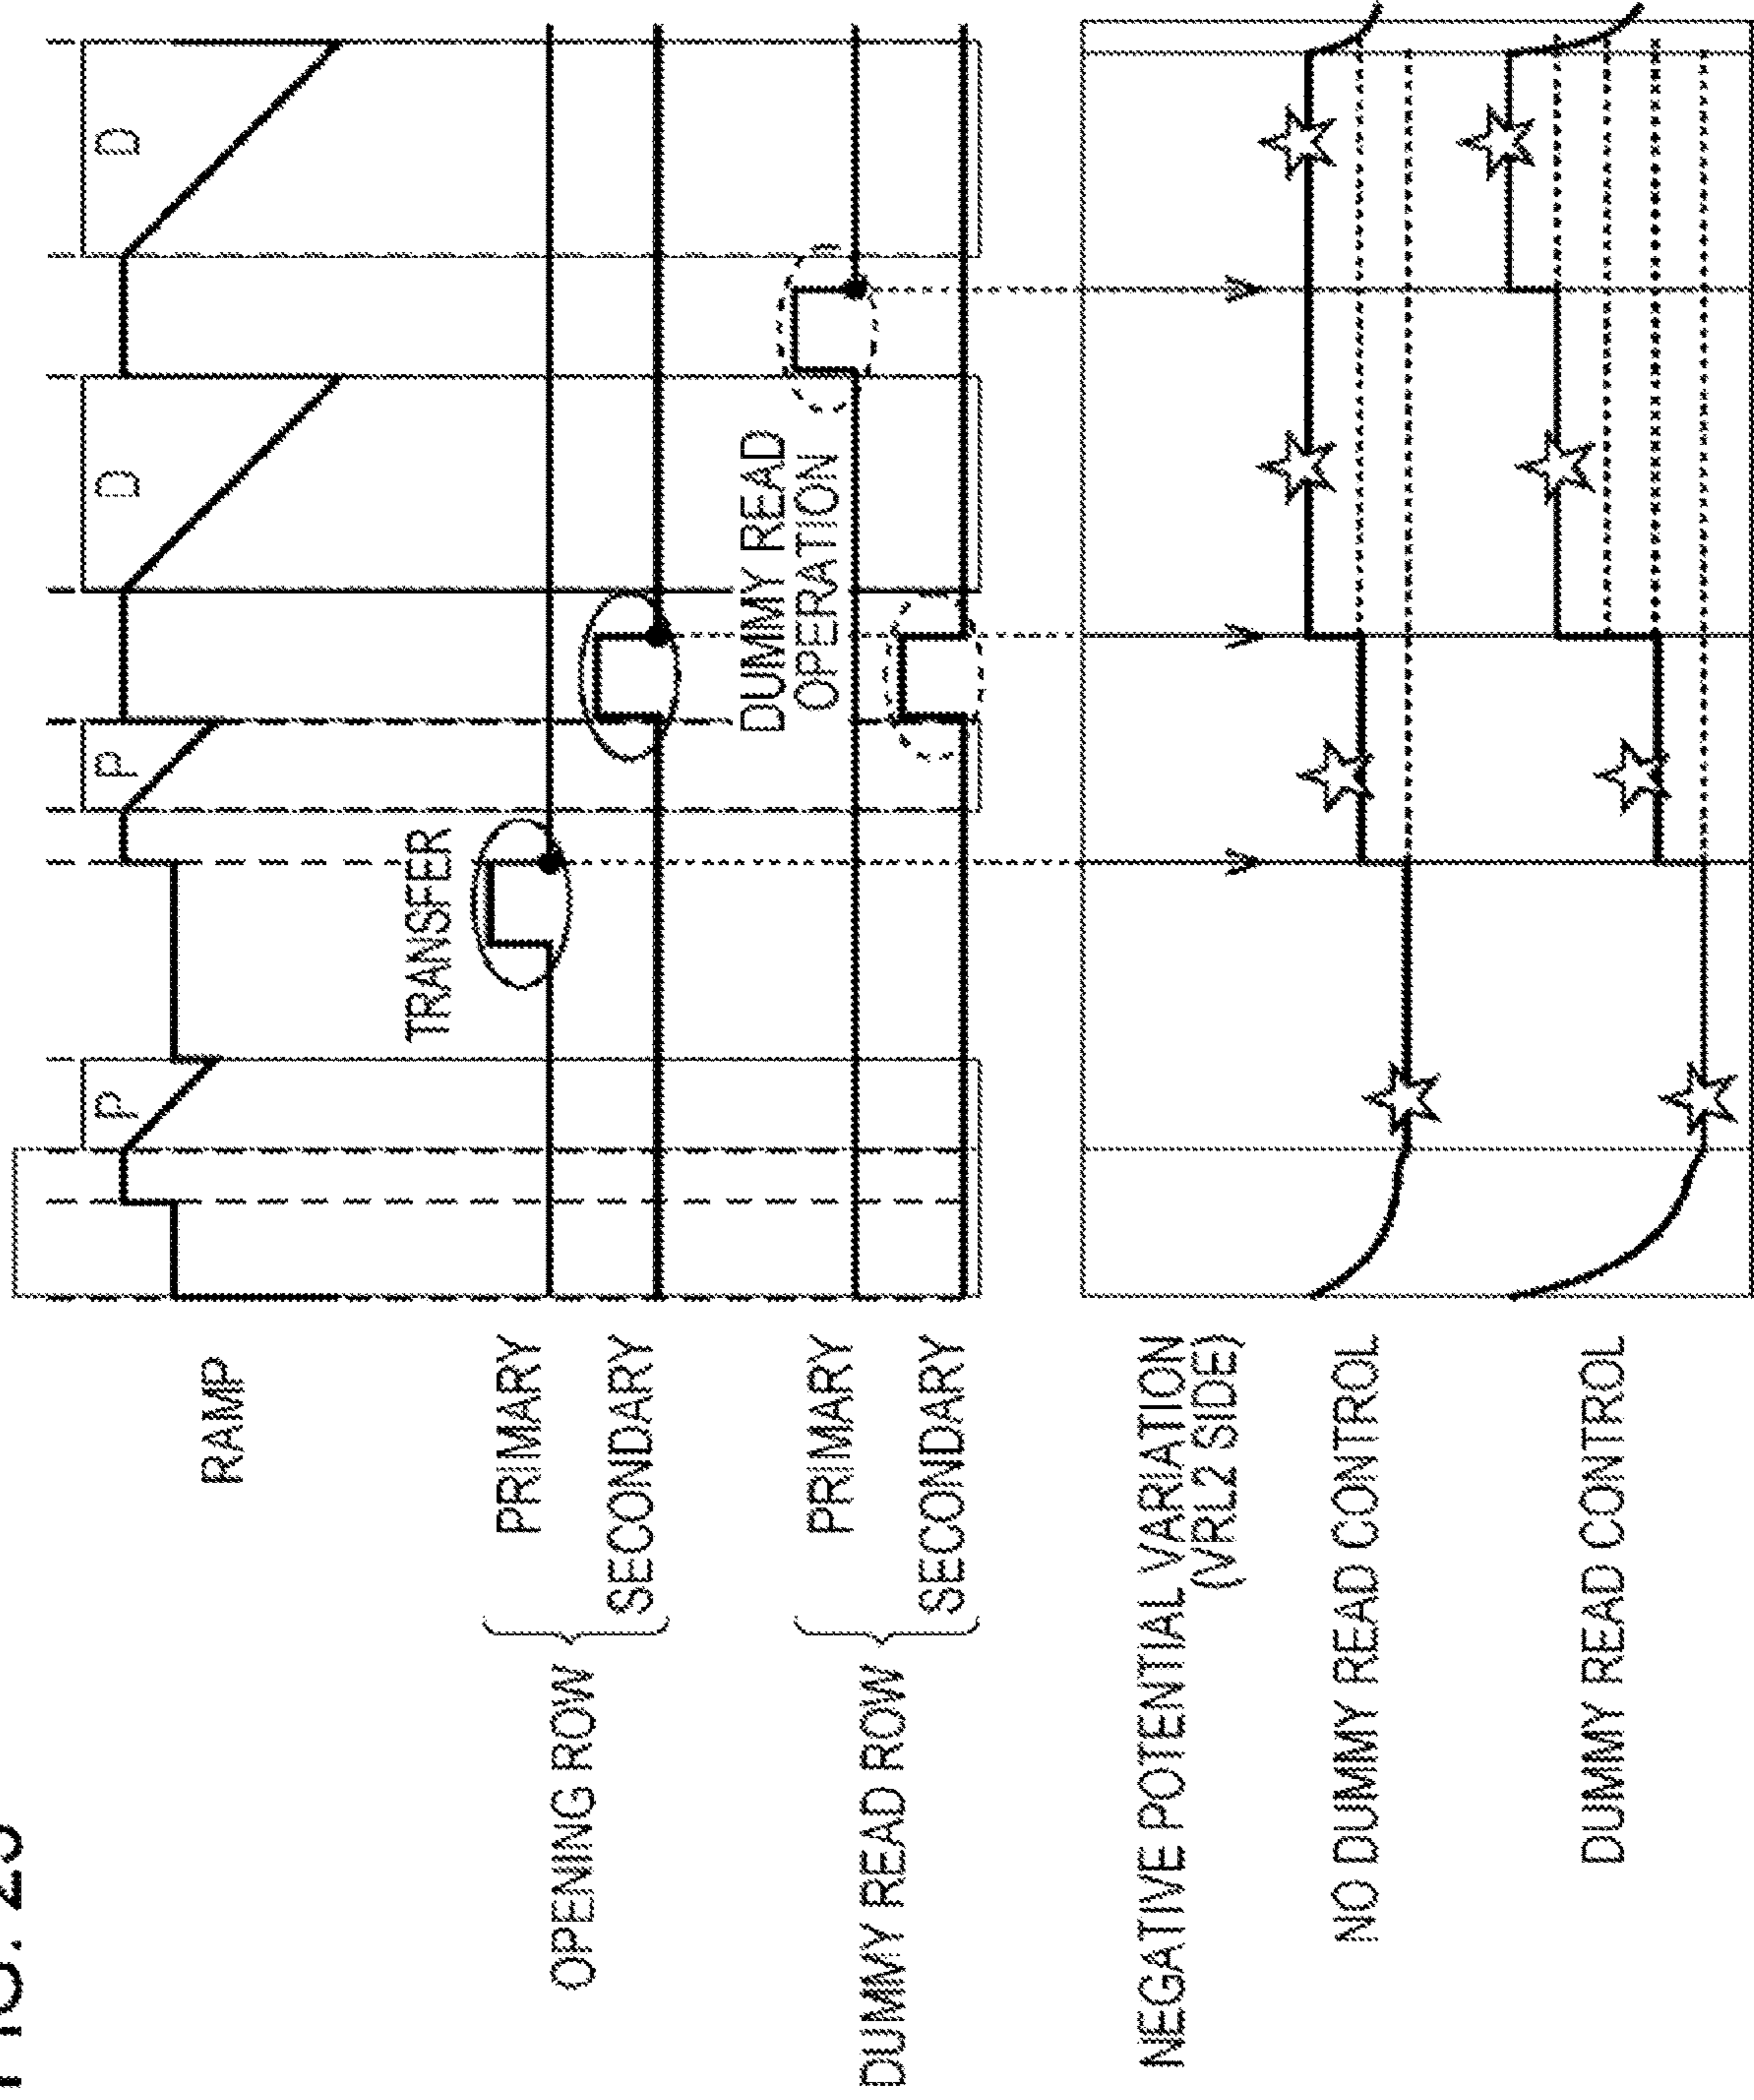 FIG.
P P D D
RAMP
TRANSFER
PRIMARY
OPENING ROW
SECONDARY
DUMMY READ
OPERATION
PRIMARY
DUMMY READ ROW
SECONDARY
NEGATIVE POTENTIAL VARIATION
(VRL2 SIDE)
NO DUMMY READ CONTROL
DUMMY READ CONTROL